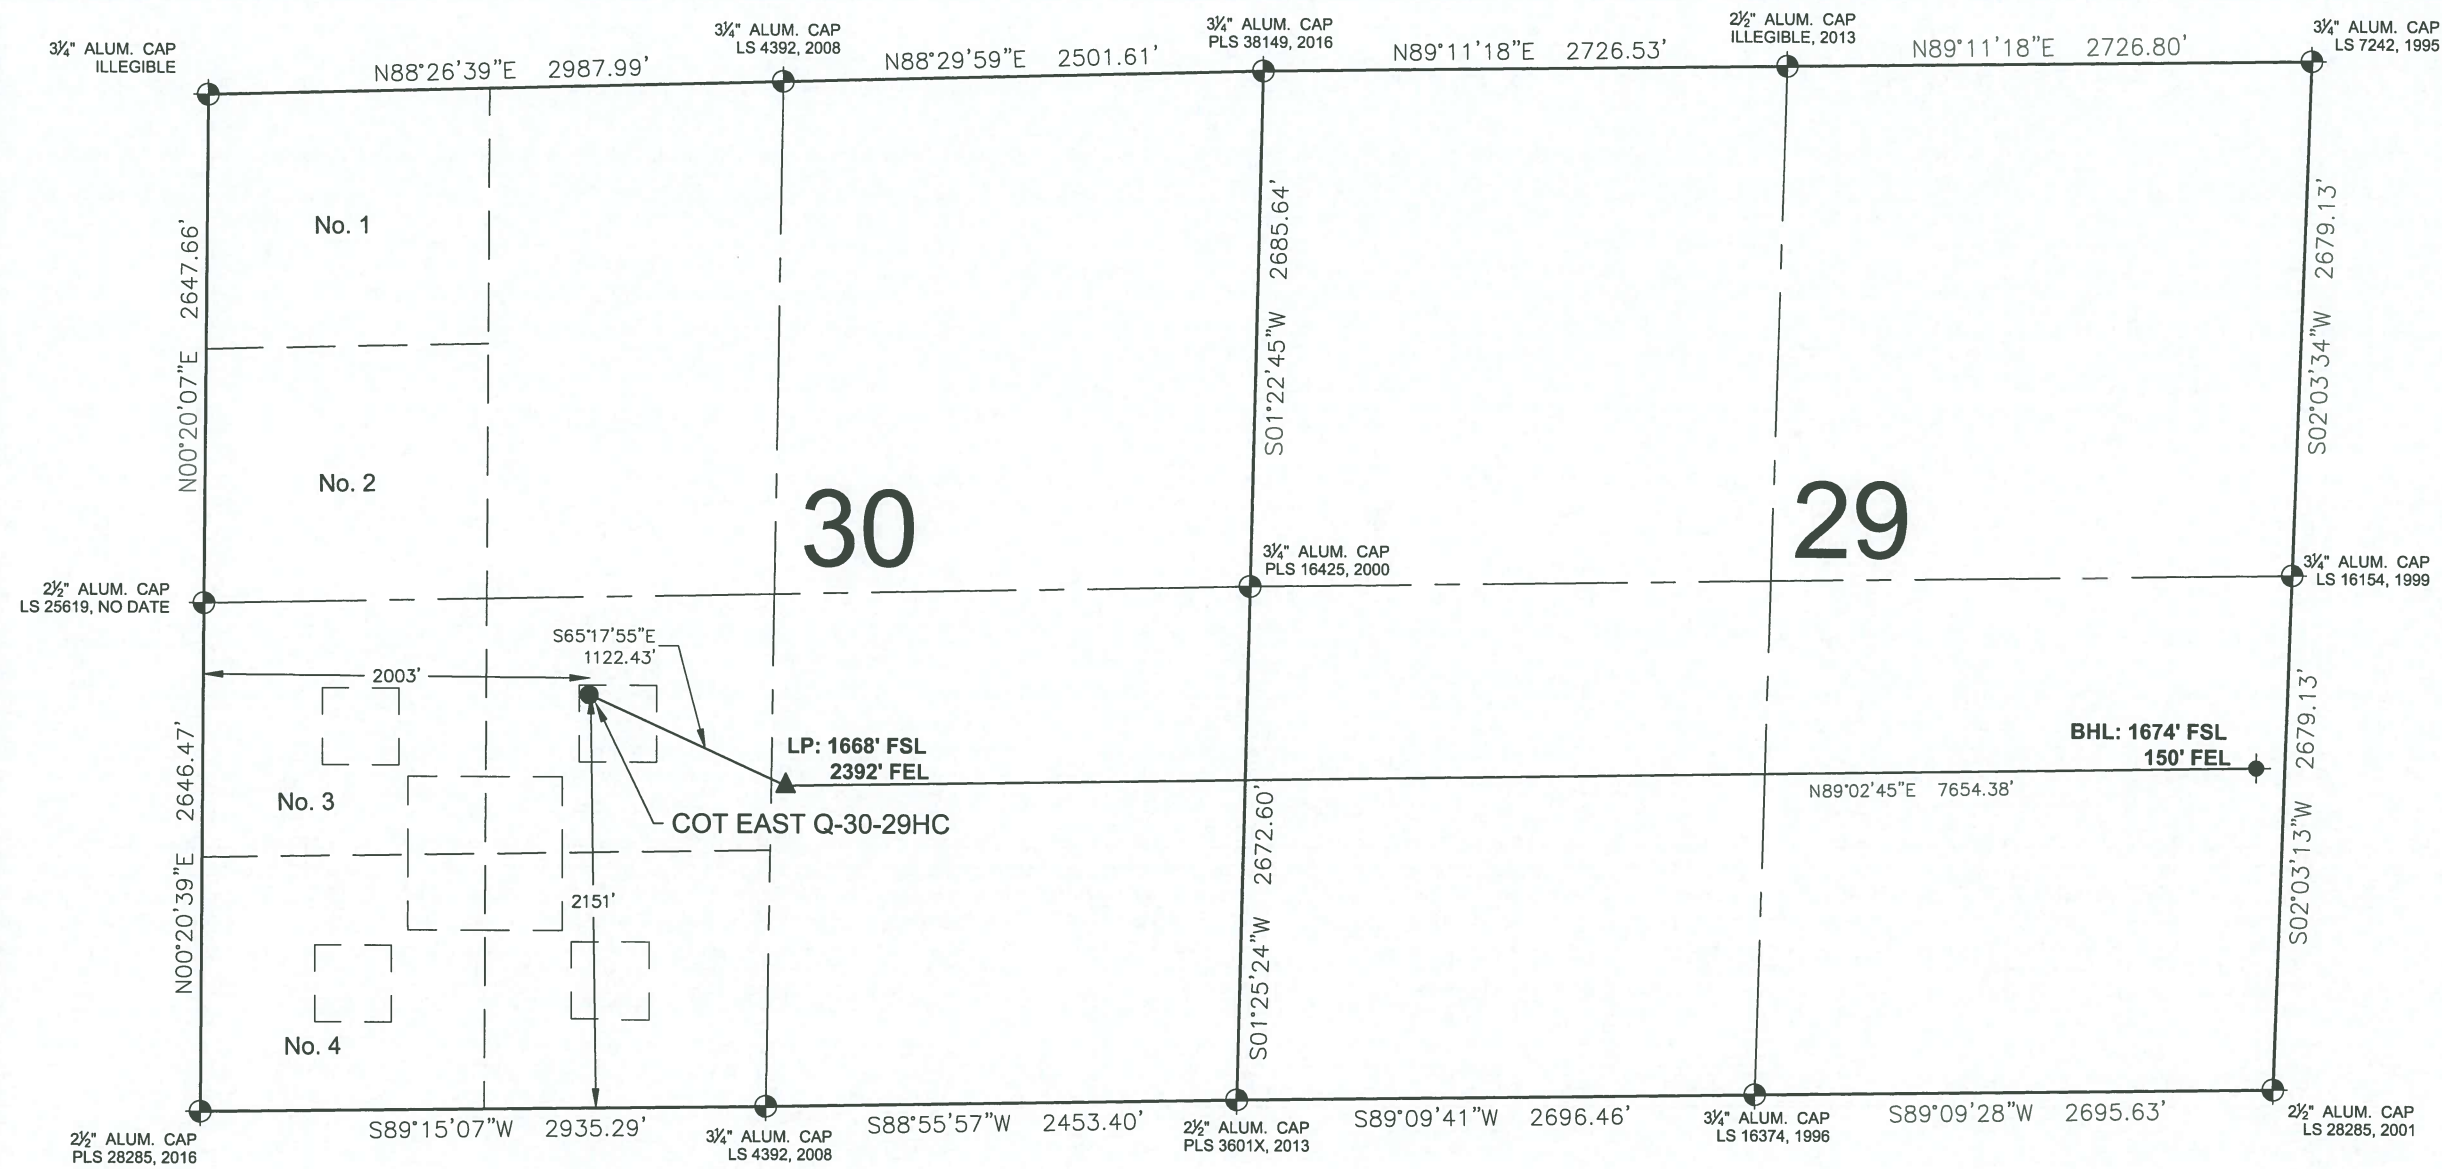 3¼" ALUM. CAP
ILLEGIBLE
N88°26'39"E 2987.99'
3¼" ALUM. CAP
LS 4392, 2008
N88°29'59"E 2501.61'
3¼" ALUM. CAP
PLS 38149, 2016
N89°11'18"E 2726.53'
2½" ALUM. CAP
ILLEGIBLE, 2013
N89°11'18"E 2726.80'
3¼" ALUM. CAP
LS 7242, 1995
No. 1
N00°20'07"E 2647.66'
No. 2
30
S01°22'45"W 2685.64'
29
S02°03'34"W 2679.13'
2½" ALUM. CAP
LS 25619, NO DATE
3¼" ALUM. CAP
PLS 16425, 2000
3¼" ALUM. CAP
LS 16154, 1999
S65°17'55"E
1122.43'
2003'
LP: 1668' FSL
2392' FEL
BHL: 1674' FSL
150' FEL
N89°02'45"E 7654.38'
No. 3
COT EAST Q-30-29HC
N00°20'39"E 2646.47'
2151'
S01°25'24"W 2672.60'
S02°03'13"W 2679.13'
No. 4
2½" ALUM. CAP
PLS 28285, 2016
S89°15'07"W 2935.29'
3¼" ALUM. CAP
LS 4392, 2008
S88°55'57"W 2453.40'
2½" ALUM. CAP
PLS 3601X, 2013
S89°09'41"W 2696.46'
3¼" ALUM. CAP
LS 16374, 1996
S89°09'28"W 2695.63'
2½" ALUM. CAP
LS 28285, 2001